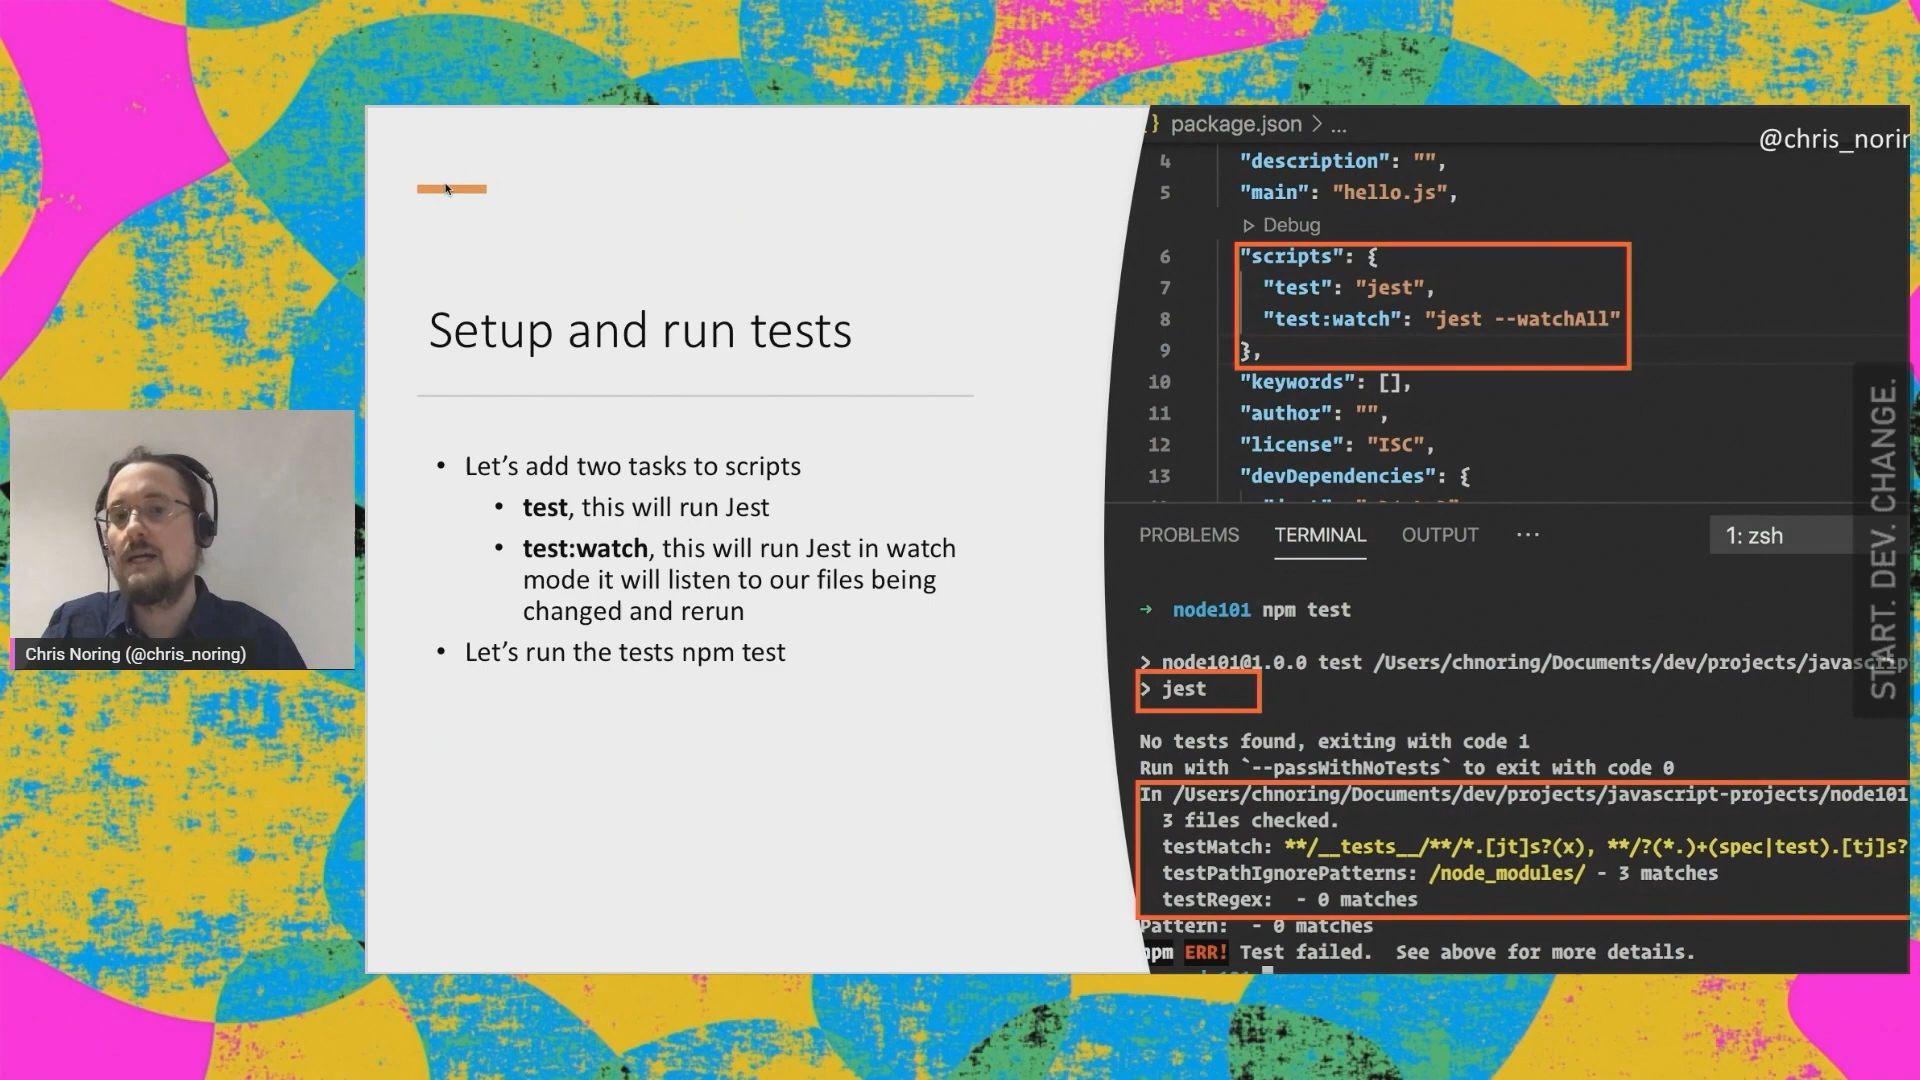 Setup and run tests
• Let's add two tasks to scripts
• test, this will run Jest
• test:watch, this will run Jest in watch
mode it will listen to our files being
changed and rerun
• Let's run the tests npm test
Chris Noring (@chris_noring)
} package.json > ...
@chris_norin
4 "description": "",
5 "main": "hello.js",
Debug
6 "scripts": {
7 "test": "jest",
8 "test:watch": "jest --watchAll"
9 },
10 "keywords": [],
11 "author": "",
12 "license": "ISC",
13 "devDependencies": {
PROBLEMS TERMINAL OUTPUT ... 1: zsh
→ node101 npm test
> node101@1.0.0 test /Users/chnoring/Documents/dev/projects/javascrip
> jest
No tests found, exiting with code 1
Run with `--passWithNoTests` to exit with code 0
In /Users/chnoring/Documents/dev/projects/javascript-projects/node101
3 files checked.
testMatch: **/__tests__/**/*.[jt]s?(x), **/?(*.)+(spec|test).[tj]s?
testPathIgnorePatterns: /node_modules/ - 3 matches
testRegex: - 0 matches
Pattern: - 0 matches
npm ERR! Test failed. See above for more details.
START. DEV. CHANGE.